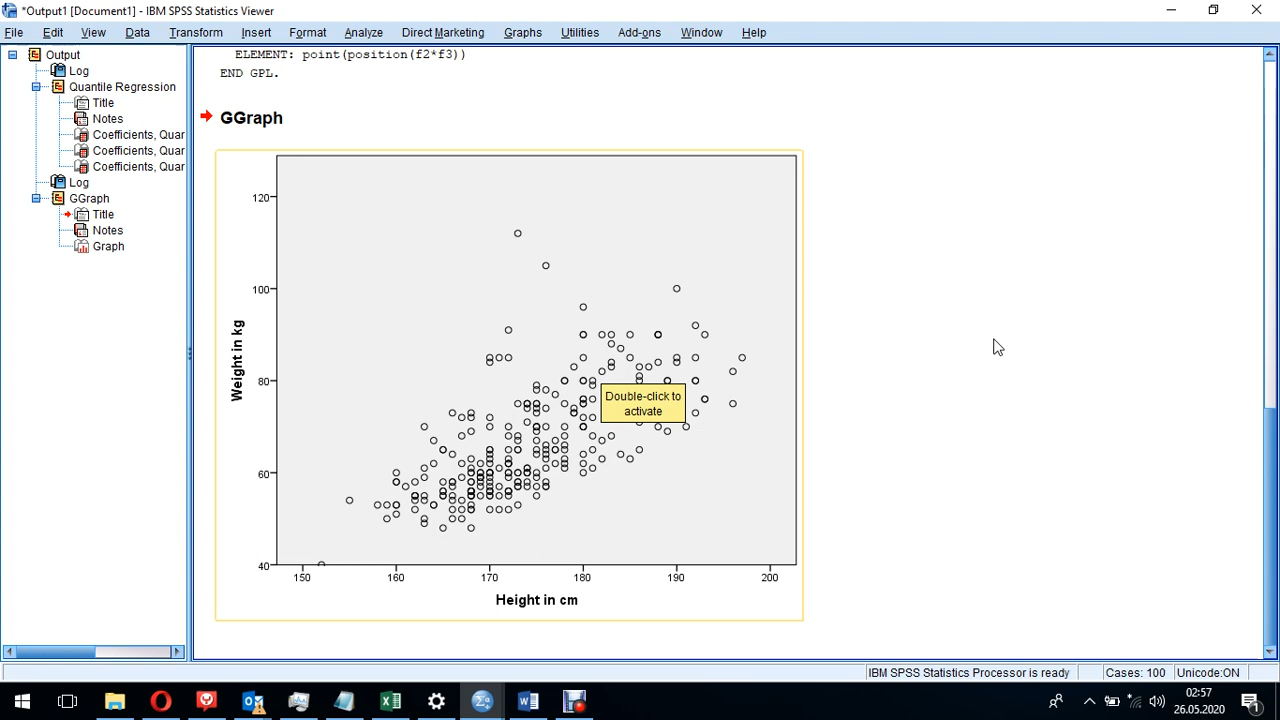 *Output1 [Document1] - IBM SPSS Statistics Viewer
File Edit View Data Transform Insert Format Analyze Direct Marketing Graphs Utilities Add-ons Window Help
Output
Log
Quantile Regression
Title
Notes
Coefficients, Quar
Coefficients, Quar
Coefficients, Quar
Log
GGraph
Title
Notes
Graph
ELEMENT: point(position(f2*f3))
END GPL.
GGraph
120
100
80
60
40
Weight in kg
Double-click to
activate
150 160 170 180 190 200
Height in cm
IBM SPSS Statistics Processor is ready Cases: 100 Unicode:ON
02:57
26.05.2020
1